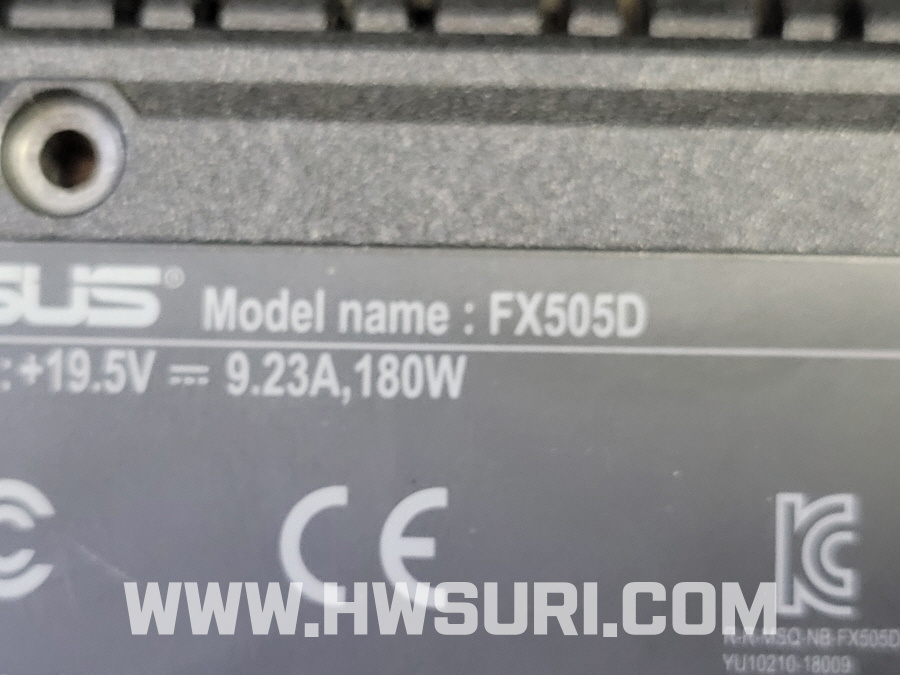 SUS® Model name : FX505D
: +19.5V ⎓ 9.23A,180W
CE
WWW.HWSURI.COM
R-R-MSQ-NB-FX505D
YU10210-18009